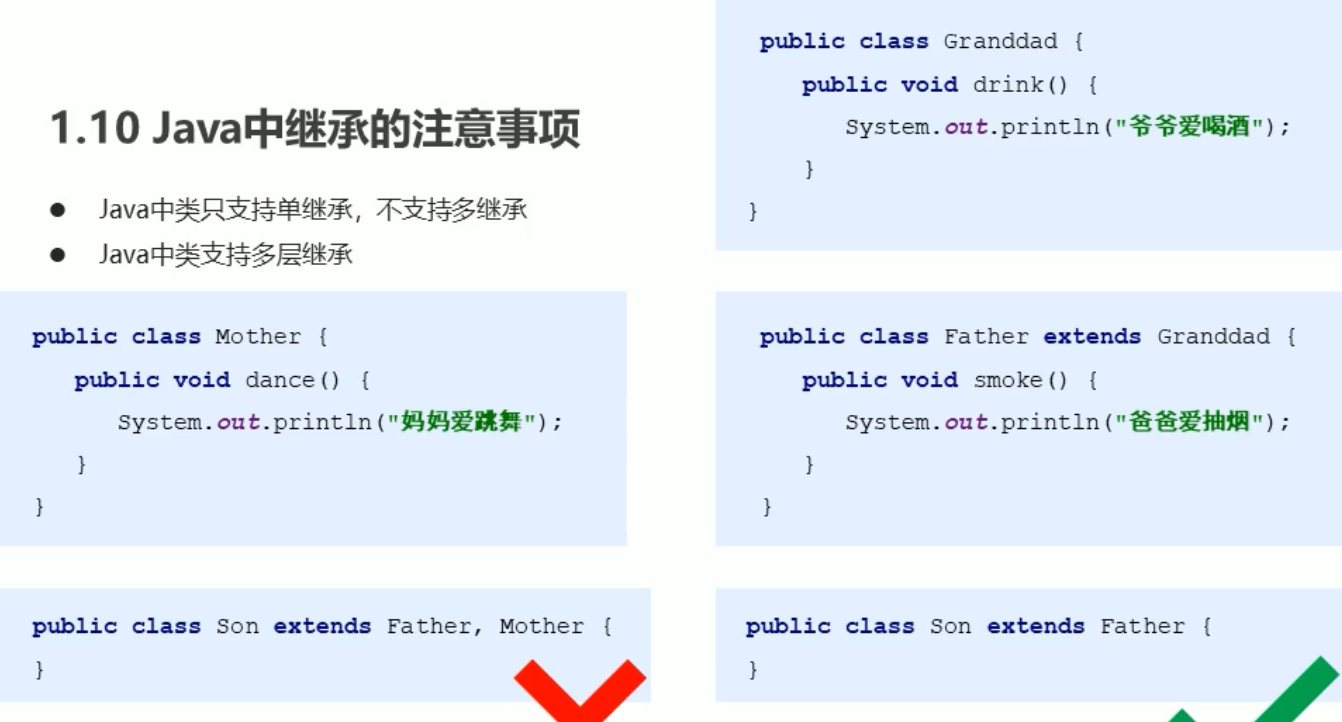 1.10 Java中继承的注意事项
● Java中类只支持单继承，不支持多继承
● Java中类支持多层继承
public class Granddad {
public void drink() {
System.out.println("爷爷爱喝酒");
}
}
public class Mother {
public void dance() {
System.out.println("妈妈爱跳舞");
}
}
public class Father extends Granddad {
public void smoke() {
System.out.println("爸爸爱抽烟");
}
}
public class Son extends Father, Mother {
}
public class Son extends Father {
}